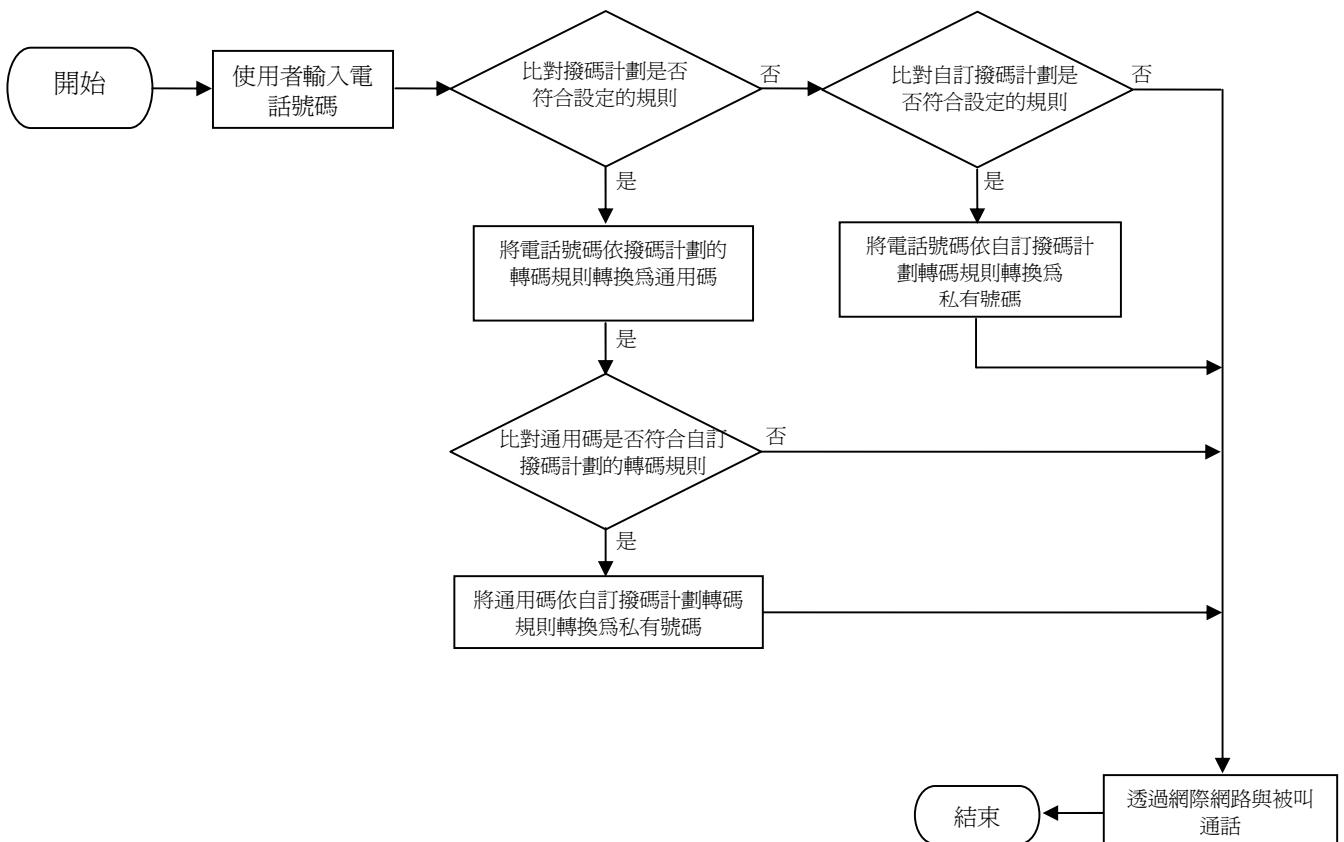 開始
使用者輸入電
話號碼
比對撥碼計劃是否
符合設定的規則
否
比對自訂撥碼計劃是
否符合設定的規則
否
是
是
將電話號碼依撥碼計劃的
轉碼規則轉換爲通用碼
將電話號碼依自訂撥碼計
劃轉碼規則轉換爲
私有號碼
是
比對通用碼是否符合自訂
撥碼計劃的轉碼規則
否
是
將通用碼依自訂撥碼計劃轉碼
規則轉換爲私有號碼
透過網際網路與被叫
通話
結束